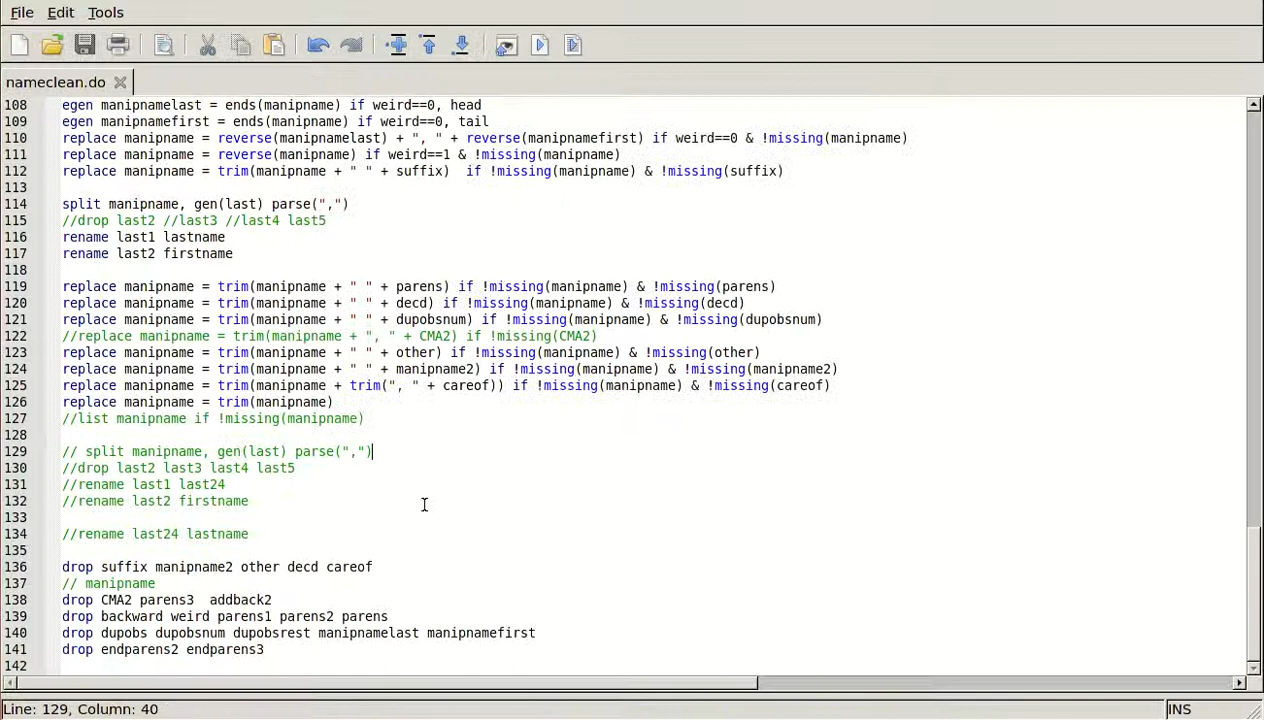 File Edit Tools
nameclean.do
108 egen manipnamelast = ends(manipname) if weird==0, head
109 egen manipnamefirst = ends(manipname) if weird==0, tail
110 replace manipname = reverse(manipnamelast) + ", " + reverse(manipnamefirst) if weird==0 & !missing(manipname)
111 replace manipname = reverse(manipname) if weird==1 & !missing(manipname)
112 replace manipname = trim(manipname + " " + suffix)  if !missing(manipname) & !missing(suffix)
113
114 split manipname, gen(last) parse(",")
115 //drop last2 //last3 //last4 last5
116 rename last1 lastname
117 rename last2 firstname
118
119 replace manipname = trim(manipname + " " + parens) if !missing(manipname) & !missing(parens)
120 replace manipname = trim(manipname + " " + decd) if !missing(manipname) & !missing(decd)
121 replace manipname = trim(manipname + " " + dupobsnum) if !missing(manipname) & !missing(dupobsnum)
122 //replace manipname = trim(manipname + ", " + CMA2) if !missing(CMA2)
123 replace manipname = trim(manipname + " " + other) if !missing(manipname) & !missing(other)
124 replace manipname = trim(manipname + " " + manipname2) if !missing(manipname) & !missing(manipname2)
125 replace manipname = trim(manipname + trim(", " + careof)) if !missing(manipname) & !missing(careof)
126 replace manipname = trim(manipname)
127 //list manipname if !missing(manipname)
128
129 // split manipname, gen(last) parse(",")
130 //drop last2 last3 last4 last5
131 //rename last1 last24
132 //rename last2 firstname
133
134 //rename last24 lastname
135
136 drop suffix manipname2 other decd careof
137 // manipname
138 drop CMA2 parens3  addback2
139 drop backward weird parens1 parens2 parens
140 drop dupobs dupobsnum dupobsrest manipnamelast manipnamefirst
141 drop endparens2 endparens3
142
Line: 129, Column: 40 INS